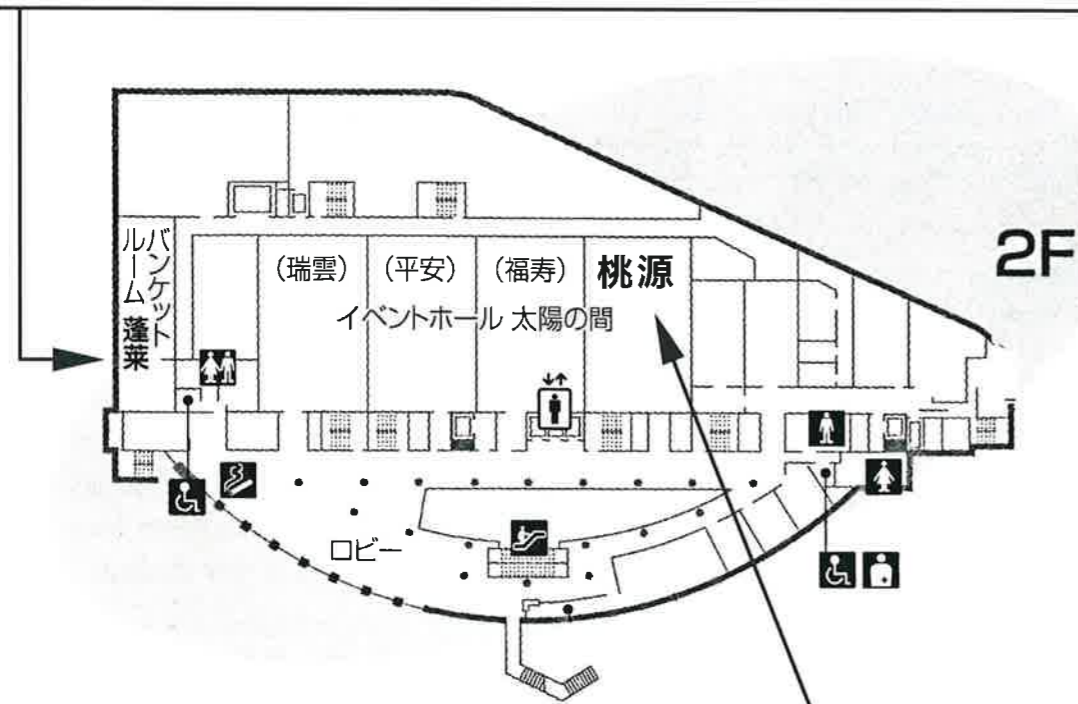 2F
バンケット
ルーム 蓬莱
(瑞雲)
(平安)
(福寿)
桃源
イベントホール 太陽の間
ロビー